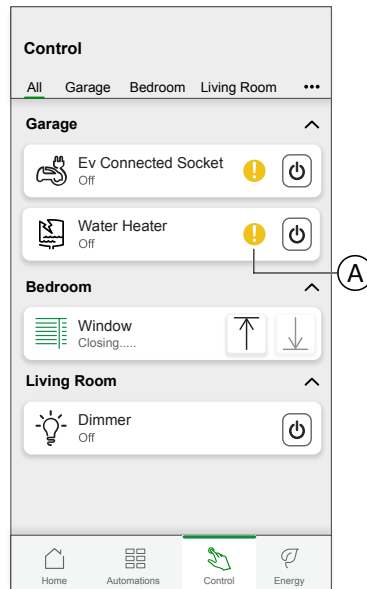 Control
All Garage Bedroom Living Room •••
Garage
Ev Connected Socket
Off
!
Water Heater
Off
!
A
Bedroom
Window
Closing.....
Living Room
Dimmer
Off
Home Automations Control Energy